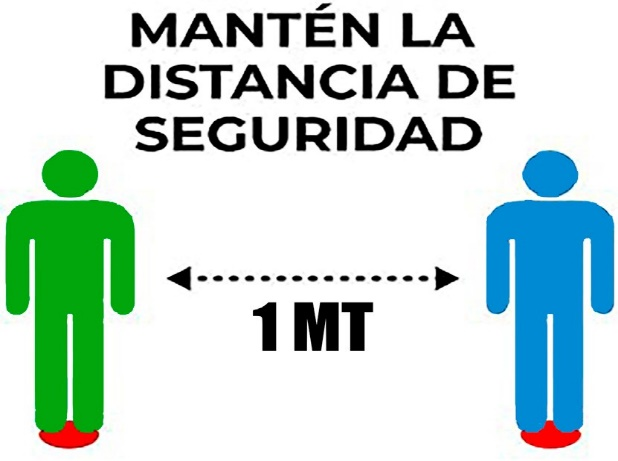 MANTÉN LA
DISTANCIA DE
SEGURIDAD
1 MT